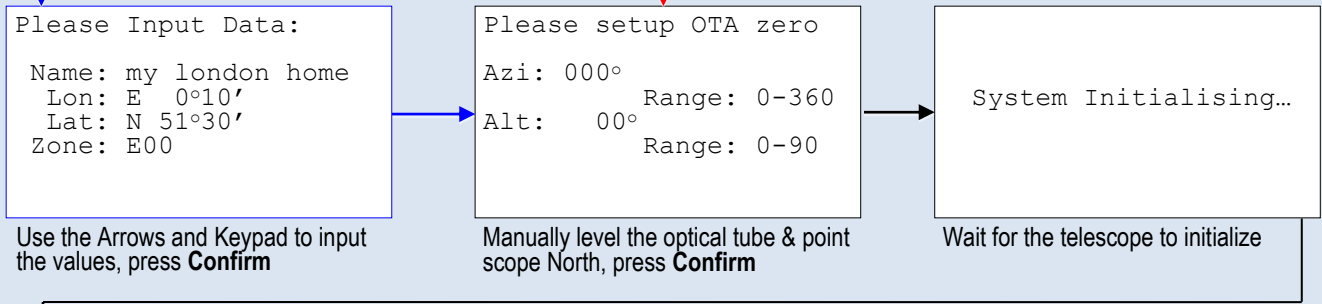 Please Input Data:
Name: my london home
Lon: E 0°10′
Lat: N 51°30′
Zone: E00
Use the Arrows and Keypad to input
the values, press Confirm
Please setup OTA zero
Azi: 000°
Range: 0-360
Alt: 00°
Range: 0-90
Manually level the optical tube & point
scope North, press Confirm
System Initialising…
Wait for the telescope to initialize